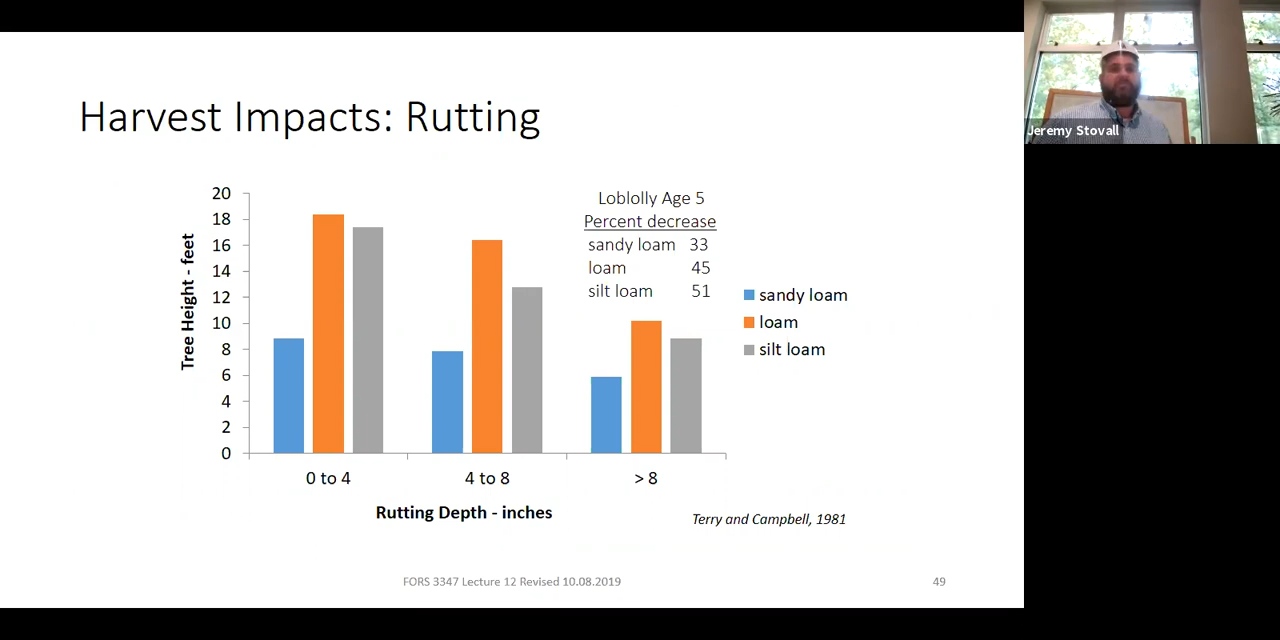 Harvest Impacts: Rutting
Jeremy Stovall
Tree Height - feet
20
18
16
14
12
10
8
6
4
2
0
Loblolly Age 5
Percent decrease
sandy loam 33
loam 45
silt loam 51
sandy loam
loam
silt loam
0 to 4
4 to 8
> 8
Rutting Depth - inches
Terry and Campbell, 1981
FORS 3347 Lecture 12 Revised 10.08.2019
49